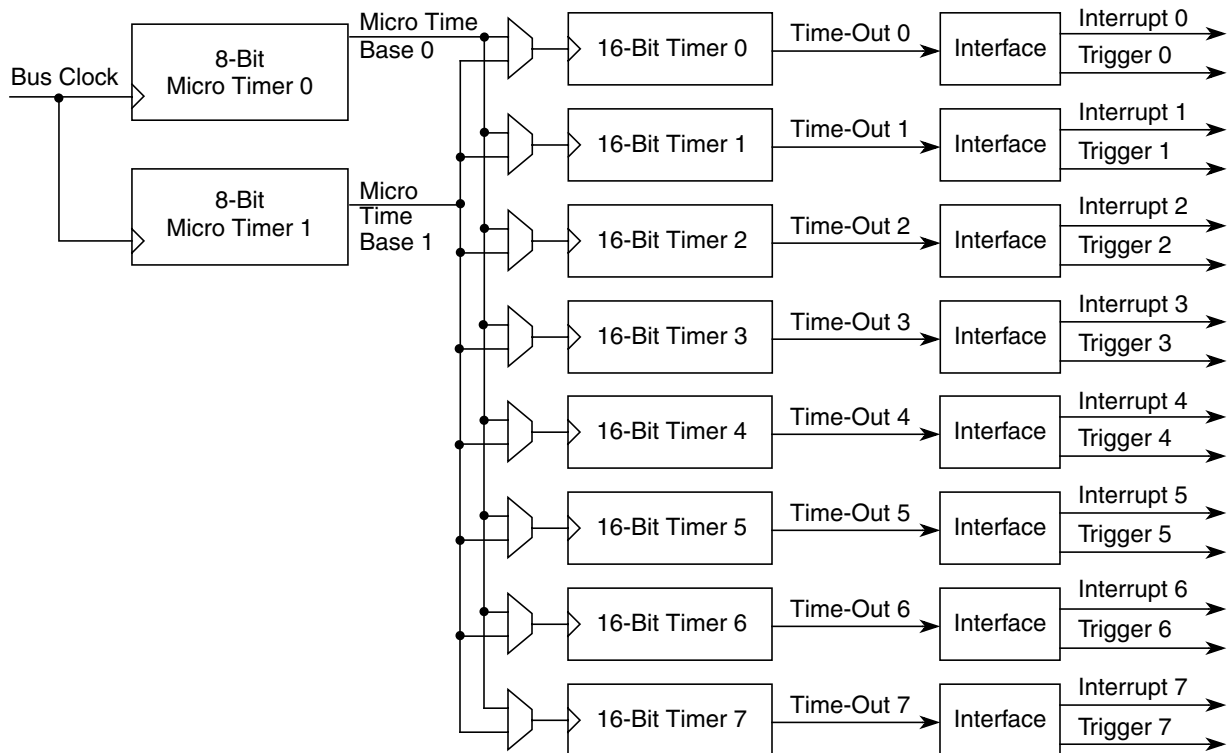 Bus Clock
8-Bit
Micro Timer 0
Micro Time
Base 0
8-Bit
Micro Timer 1
Micro
Time
Base 1
16-Bit Timer 0
Time-Out 0
Interface
Interrupt 0
Trigger 0
16-Bit Timer 1
Time-Out 1
Interface
Interrupt 1
Trigger 1
16-Bit Timer 2
Time-Out 2
Interface
Interrupt 2
Trigger 2
16-Bit Timer 3
Time-Out 3
Interface
Interrupt 3
Trigger 3
16-Bit Timer 4
Time-Out 4
Interface
Interrupt 4
Trigger 4
16-Bit Timer 5
Time-Out 5
Interface
Interrupt 5
Trigger 5
16-Bit Timer 6
Time-Out 6
Interface
Interrupt 6
Trigger 6
16-Bit Timer 7
Time-Out 7
Interface
Interrupt 7
Trigger 7